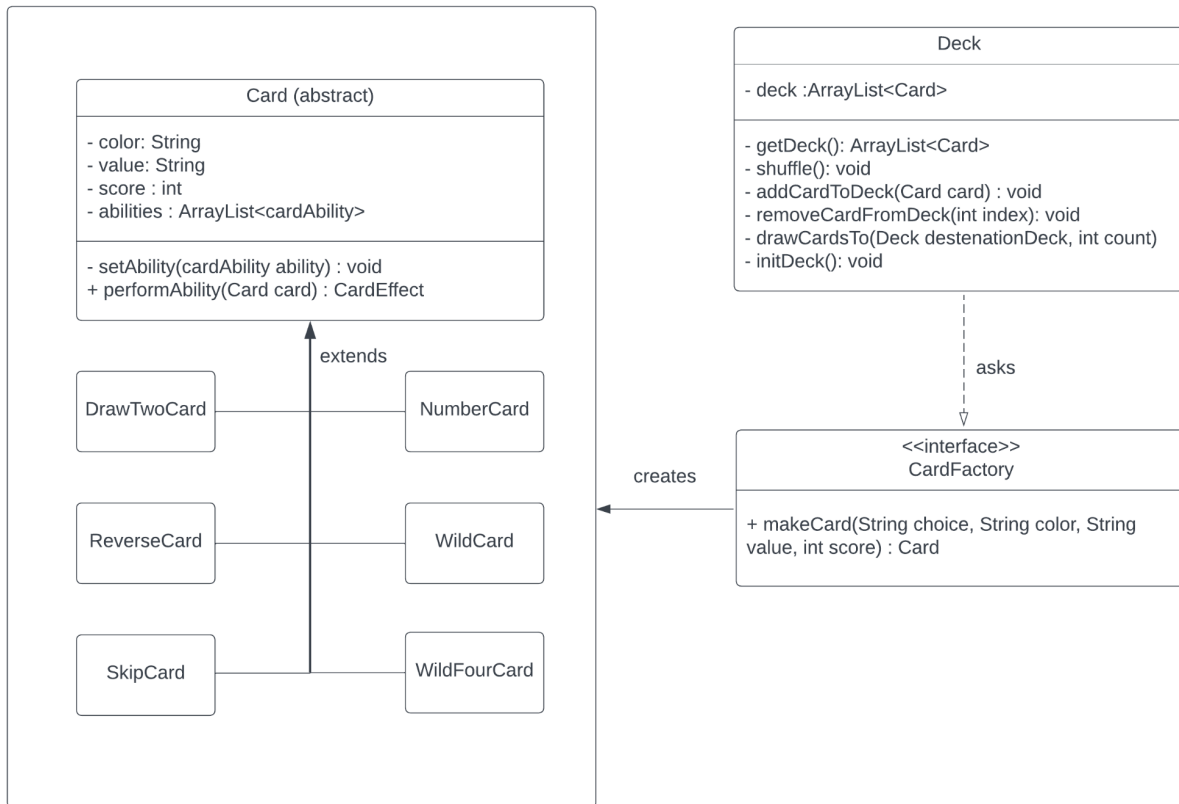 Card (abstract)
- color: String
- value: String
- score : int
- abilities : ArrayList<cardAbility>
- setAbility(cardAbility ability) : void
+ performAbility(Card card) : CardEffect
extends
DrawTwoCard
NumberCard
ReverseCard
WildCard
SkipCard
WildFourCard
creates
Deck
- deck :ArrayList<Card>
- getDeck(): ArrayList<Card>
- shuffle(): void
- addCardToDeck(Card card) : void
- removeCardFromDeck(int index): void
- drawCardsTo(Deck destenationDeck, int count)
- initDeck(): void
asks
<<interface>>
CardFactory
+ makeCard(String choice, String color, String
value, int score) : Card